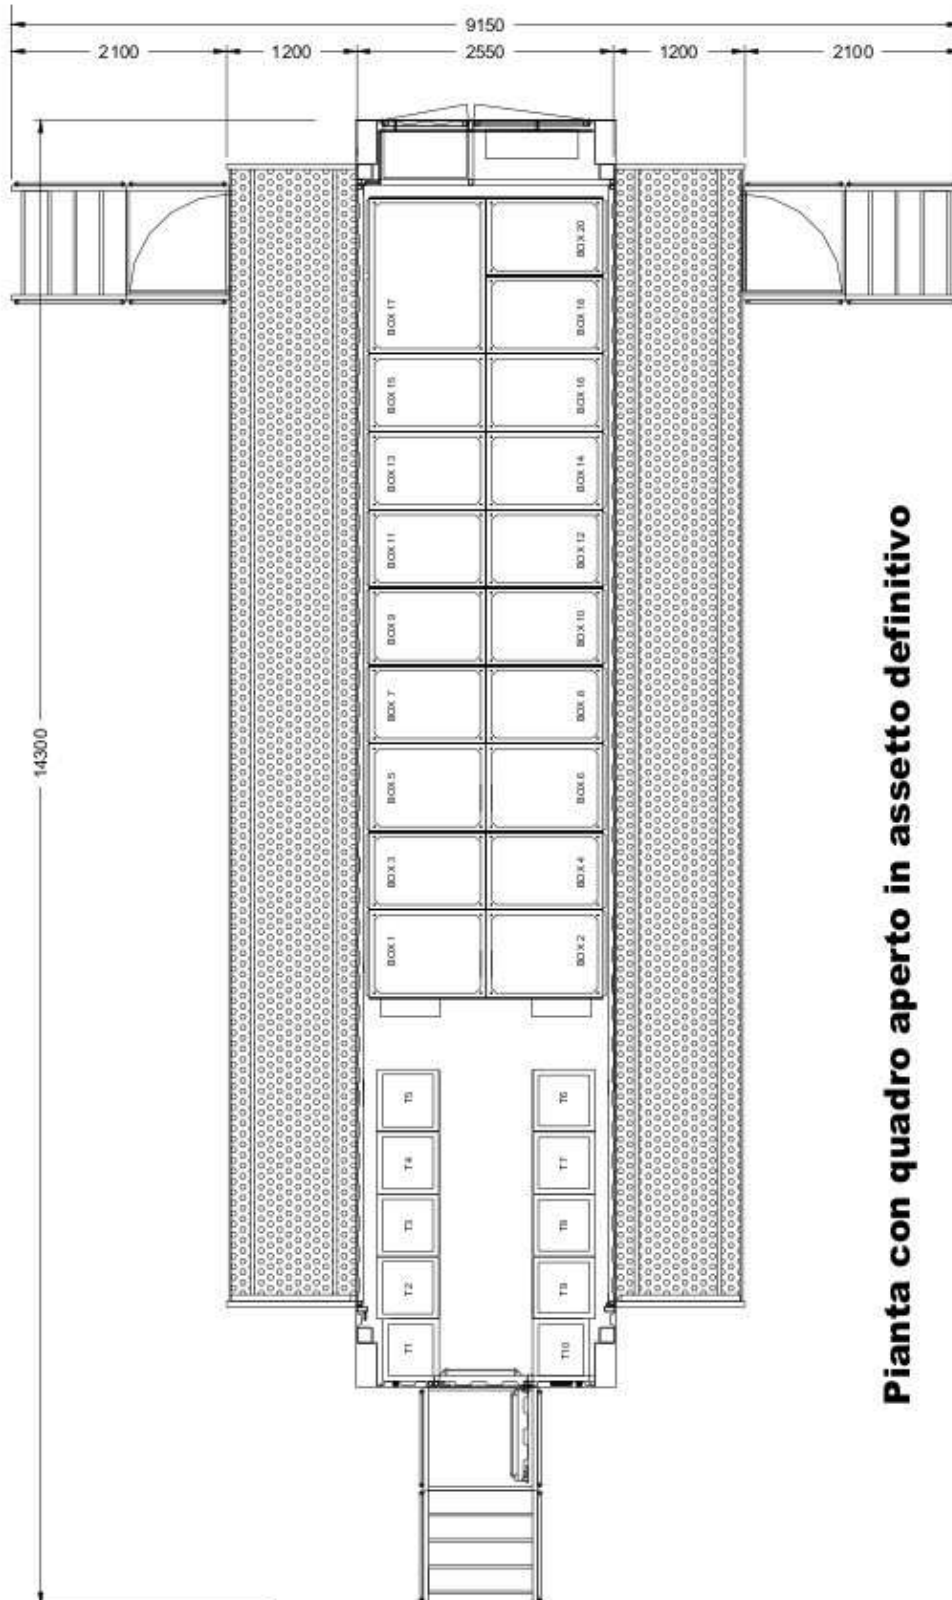 9150
2100 1200 2550 1200 2100
14300
BOX 17
BOX 20
BOX 18
BOX 15
BOX 16
BOX 13
BOX 14
BOX 11
BOX 12
BOX 9
BOX 10
BOX 7
BOX 8
BOX 5
BOX 6
BOX 3
BOX 4
BOX 1
BOX 2
T5
T6
T4
T7
T3
T8
T2
T9
T1
T10
Pianta con quadro aperto in assetto definitivo